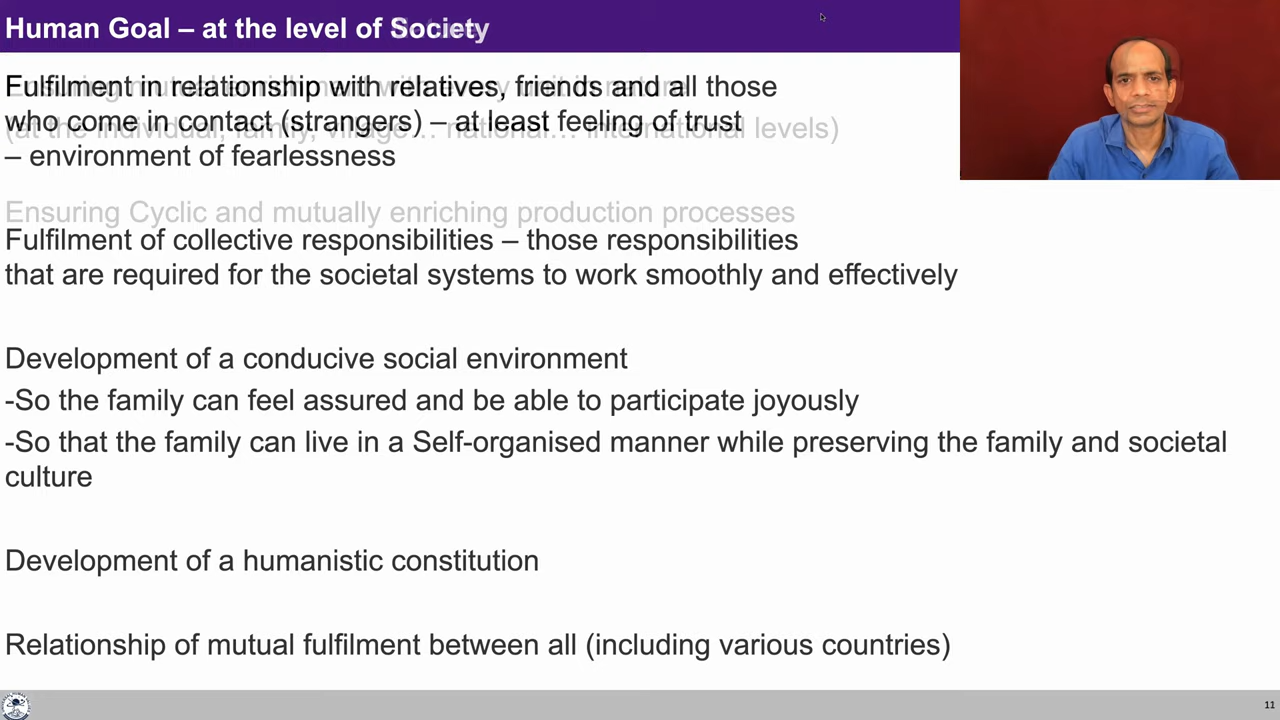 Human Goal – at the level of Society
Fulfilment in relationship with relatives, friends and all those
who come in contact (strangers) – at least feeling of trust
– environment of fearlessness
(at the individual, family, village… national… international levels)
Ensuring Cyclic and mutually enriching production processes
Fulfilment of collective responsibilities – those responsibilities
that are required for the societal systems to work smoothly and effectively
Development of a conducive social environment
-So the family can feel assured and be able to participate joyously
-So that the family can live in a Self-organised manner while preserving the family and societal
culture
Development of a humanistic constitution
Relationship of mutual fulfilment between all (including various countries)
11